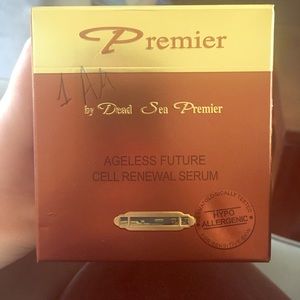 Premier
by Dead Sea Premier
AGELESS FUTURE
CELL RENEWAL SERUM
HYPO
ALLERGENIC